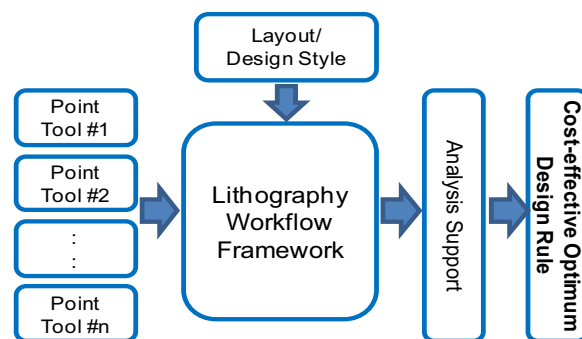 Layout/
Design Style
Point
Tool #1
Point
Tool #2
:
:
Point
Tool #n
Lithography
Workflow
Framework
Analysis Support
Cost-effective Optimum
Design Rule